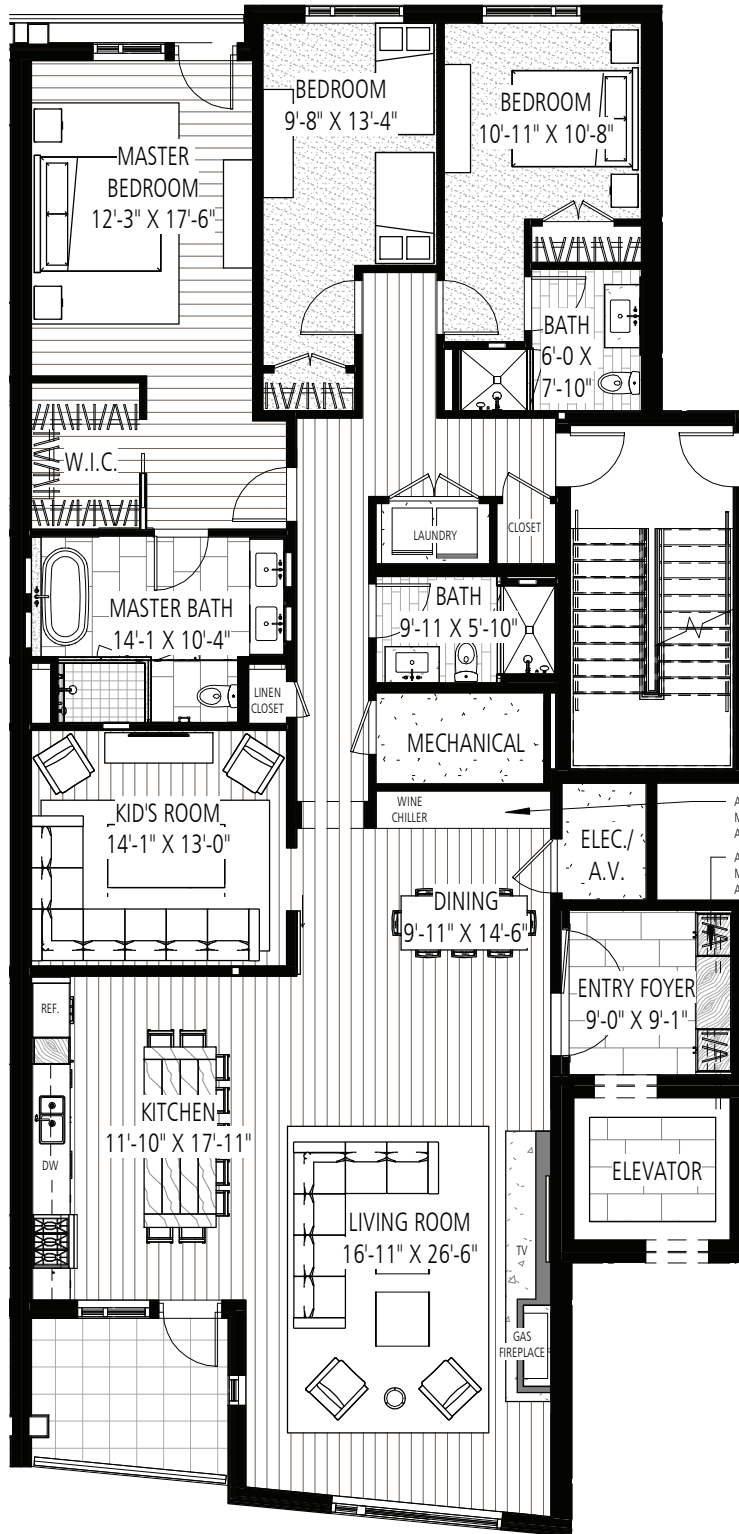 BEDROOM
9'-8" X 13'-4"
BEDROOM
10'-11" X 10'-8"
MASTER
BEDROOM
12'-3" X 17'-6"
BATH
6'-0 X
7'-10"
W.I.C.
LAUNDRY
CLOSET
MASTER BATH
14'-1 X 10'-4"
BATH
9'-11 X 5'-10"
LINEN
CLOSET
MECHANICAL
WINE
CHILLER
KID'S ROOM
14'-1" X 13'-0"
ELEC./
A.V.
A
M
A
A
M
A
DINING
9'-11" X 14'-6"
REF.
ENTRY FOYER
9'-0" X 9'-1"
KITCHEN
11'-10" X 17'-11"
DW
ELEVATOR
LIVING ROOM
16'-11" X 26'-6"
TV
GAS
FIREPLACE